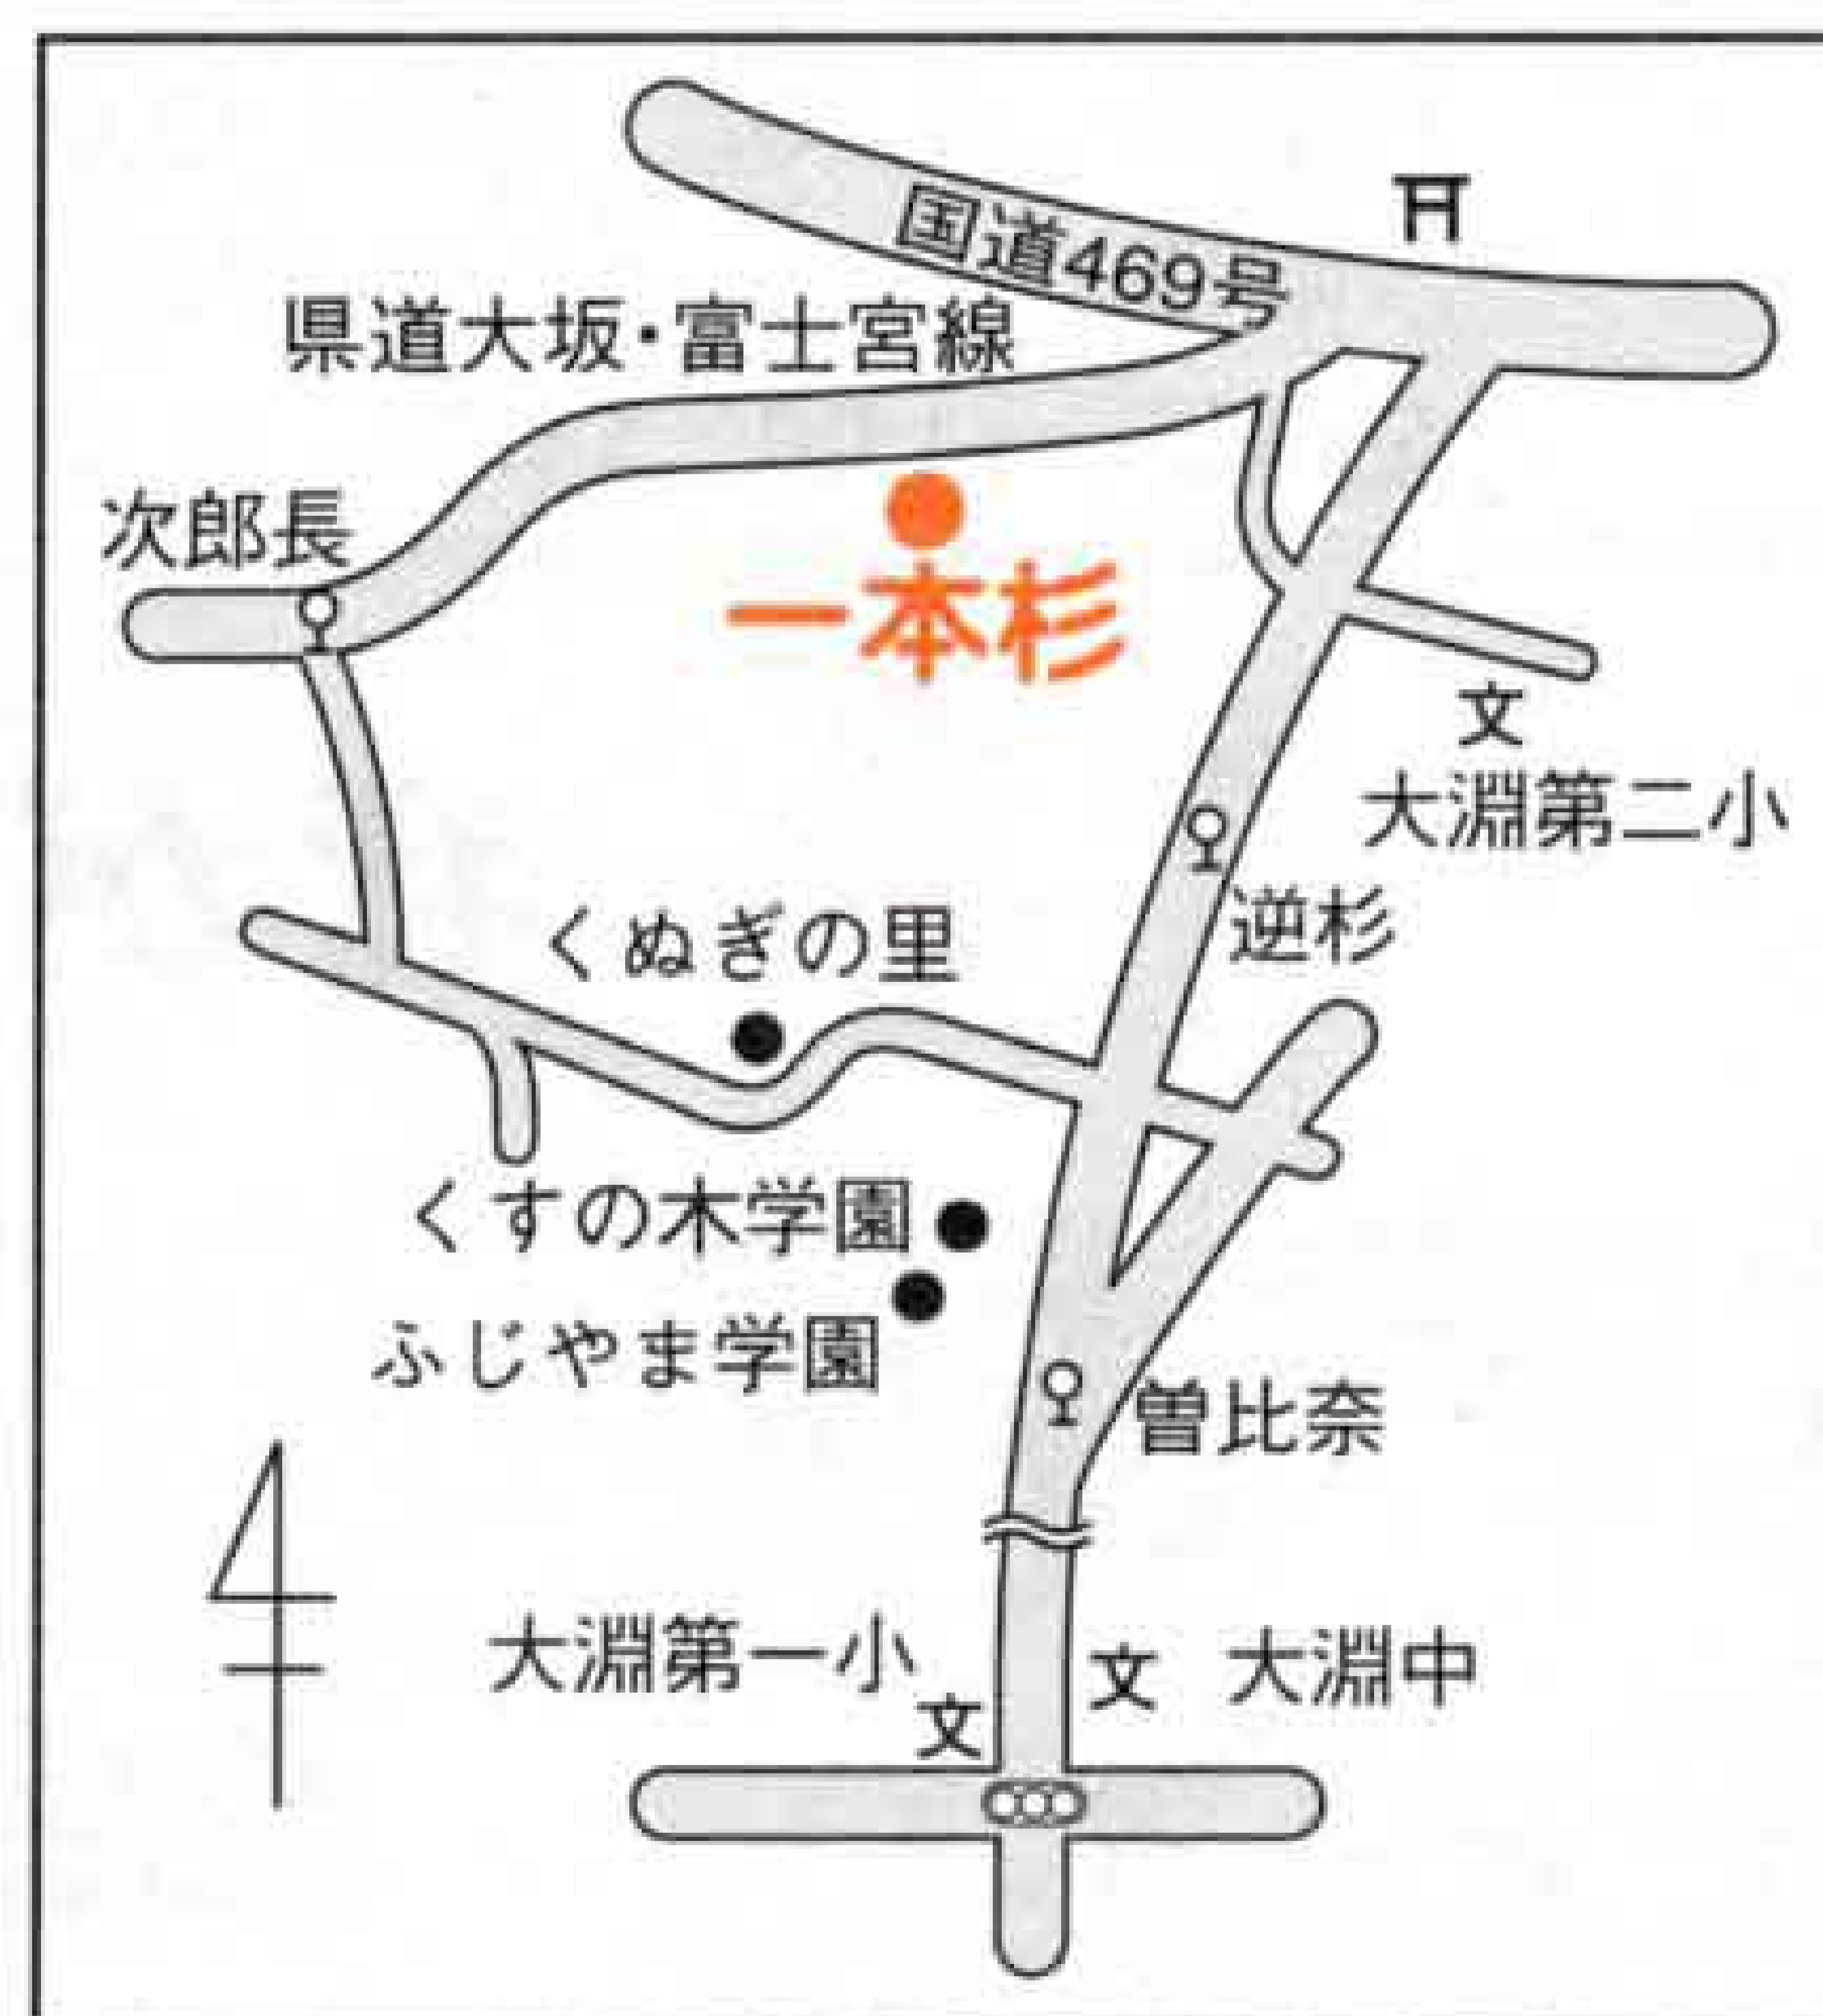 国道469号
県道大坂・富士宮線
次郎長
一本杉
文
大淵第二小
逆杉
くぬぎの里
くすの木学園
ふじやま学園
曽比奈
大淵第一小
文
文
大淵中